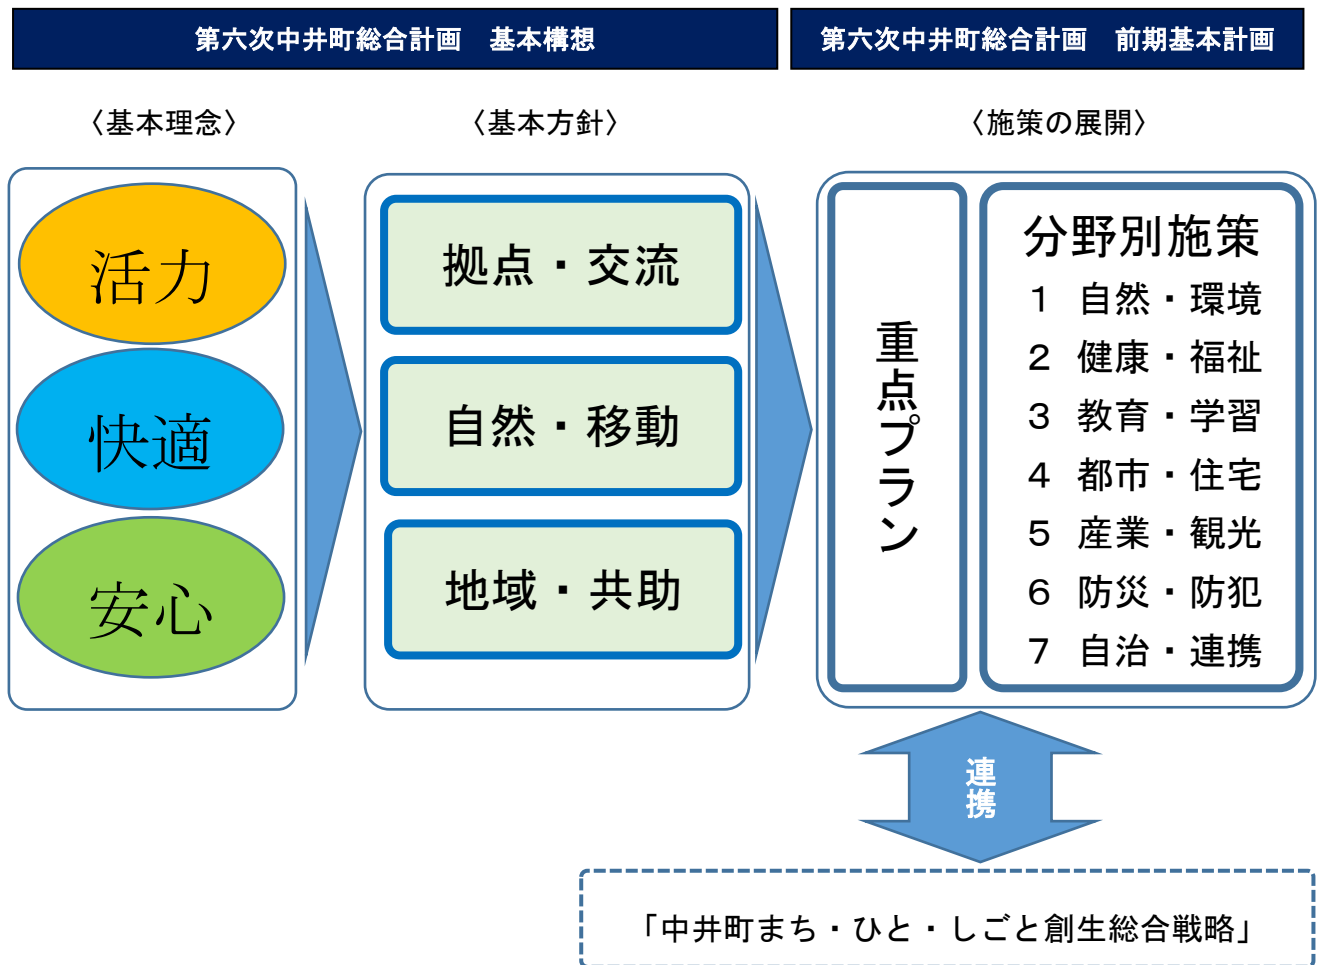 第六次中井町総合計画　基本構想
第六次中井町総合計画　前期基本計画
〈基本理念〉
〈基本方針〉
〈施策の展開〉
活力
快適
安心
拠点・交流
自然・移動
地域・共助
重点プラン
分野別施策
1　自然・環境
2　健康・福祉
3　教育・学習
4　都市・住宅
5　産業・観光
6　防災・防犯
7　自治・連携
連携
「中井町まち・ひと・しごと創生総合戦略」